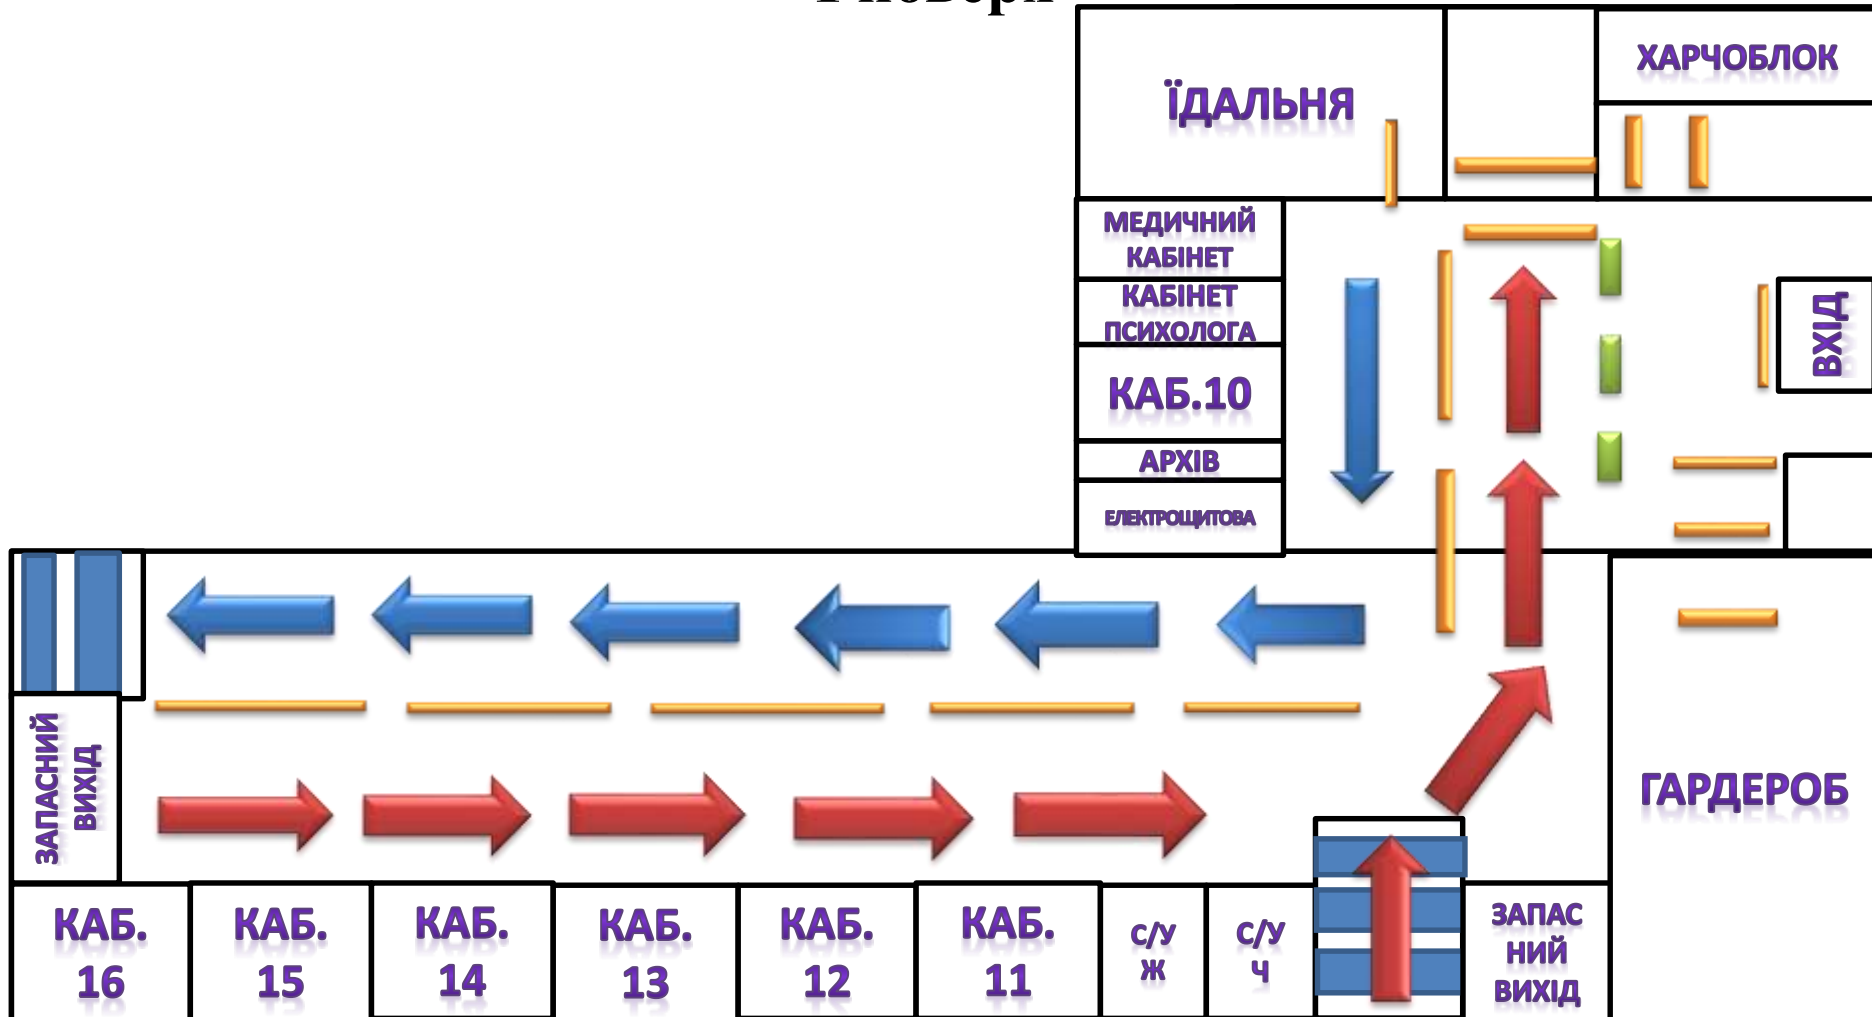 ХАРЧОБЛОК
ЇДАЛЬНЯ
МЕДИЧНИЙ
КАБІНЕТ
КАБІНЕТ
ПСИХОЛОГА
ВХІД
КАБ.10
АРХІВ
ЕЛЕКТРОЩИТОВА
ЗАПАСНИЙ
ВИХІД
ГАРДЕРОБ
КАБ.
16
КАБ.
15
КАБ.
14
КАБ.
13
КАБ.
12
КАБ.
11
С/У
Ж
С/У
Ч
ЗАПАС
НИЙ
ВИХІД